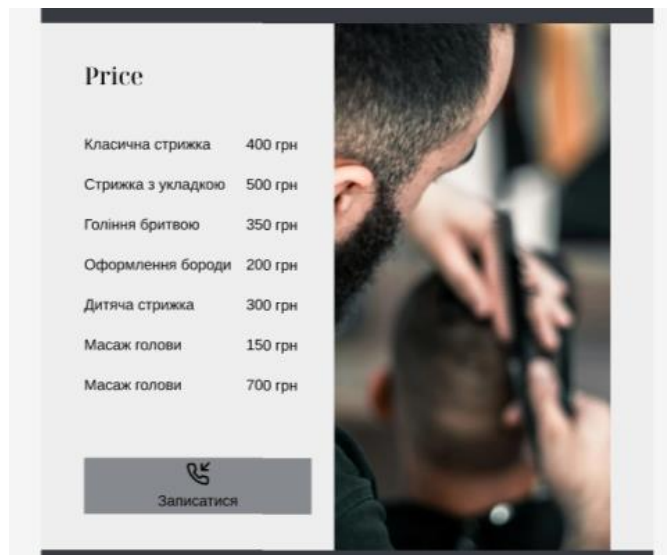 Price
Класична стрижка 400 грн
Стрижка з укладкою 500 грн
Гоління бритвою 350 грн
Оформлення бороди 200 грн
Дитяча стрижка 300 грн
Масаж голови 150 грн
Масаж голови 700 грн
Записатися